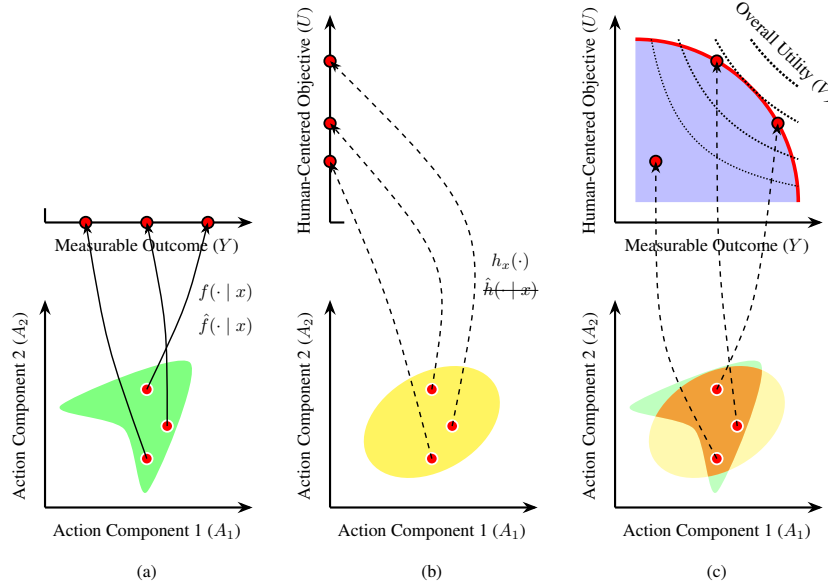 Measurable Outcome (Y)
f(· | x)
f̂(· | x)
Action Component 2 (A₂)
Action Component 1 (A₁)
(a)
Human-Centered Objective (U)
hₓ(·)
ĥ(· | x)
Action Component 2 (A₂)
Action Component 1 (A₁)
(b)
Human-Centered Objective (U)
Overall Utility (V)
Measurable Outcome (Y)
Action Component 2 (A₂)
Action Component 1 (A₁)
(c)